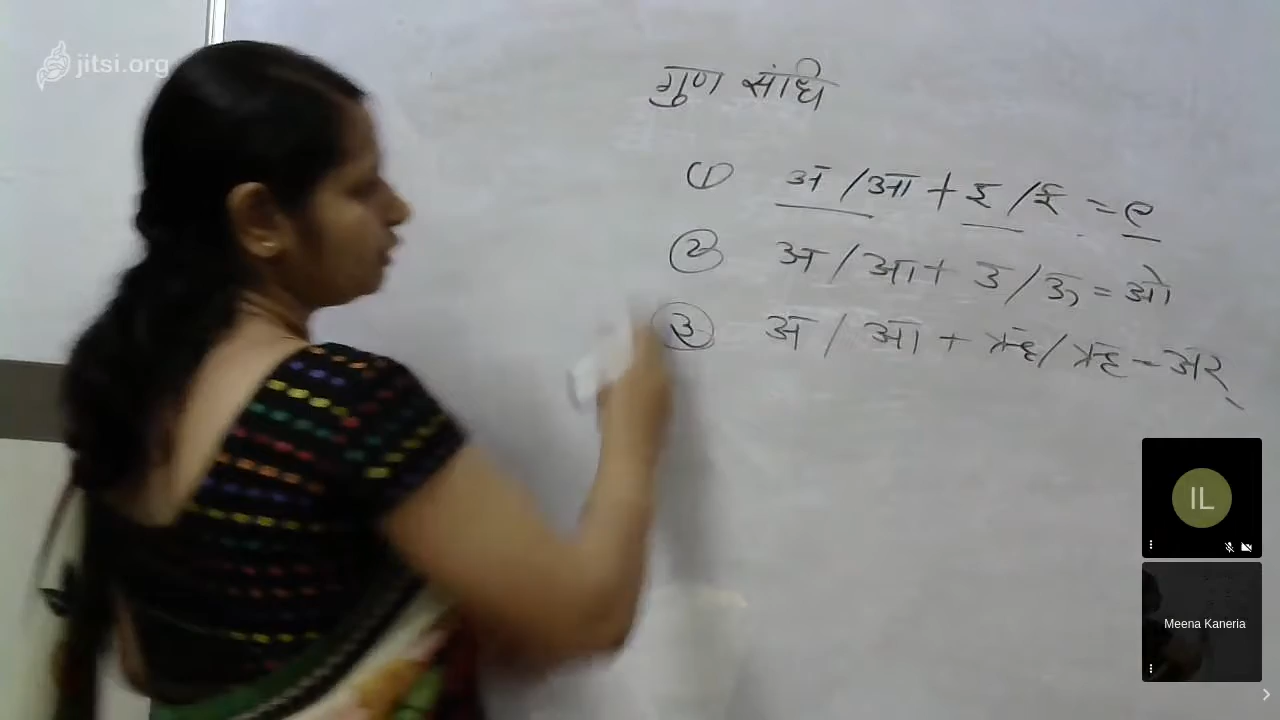 jitsi.org
गुण संधि
① अ / आ + इ / ई = ए
② अ / आ + उ / ऊ = ओ
③ अ / आ + ऋ / ऋ = अर्
IL
Meena Kaneria